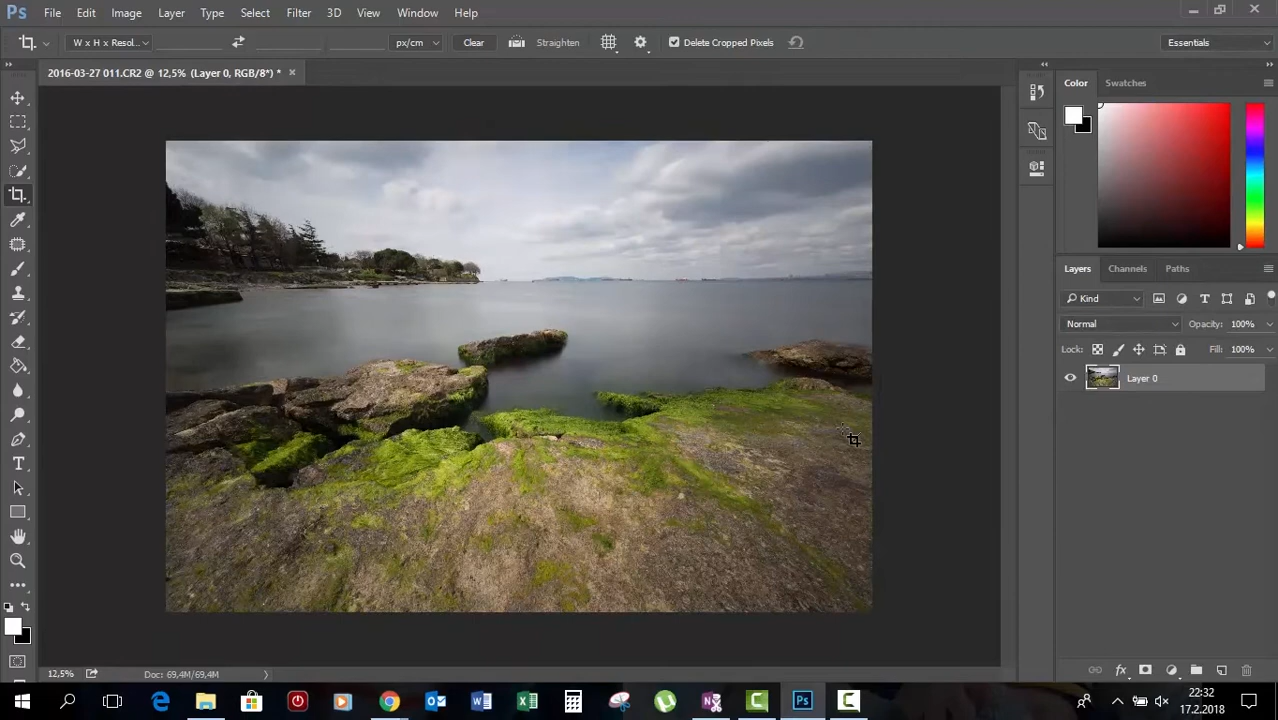 Ps File Edit Image Layer Type Select Filter 3D View Window Help
W x H x Resol... px/cm Clear Straighten Delete Cropped Pixels Essentials
2016-03-27 011.CR2 @ 12,5% (Layer 0, RGB/8*) *
Color Swatches
Layers Channels Paths
Kind
Normal Opacity: 100%
Lock: Fill: 100%
Layer 0
12,5% Doc: 69,4M/69,4M
22:32
17.2.2018